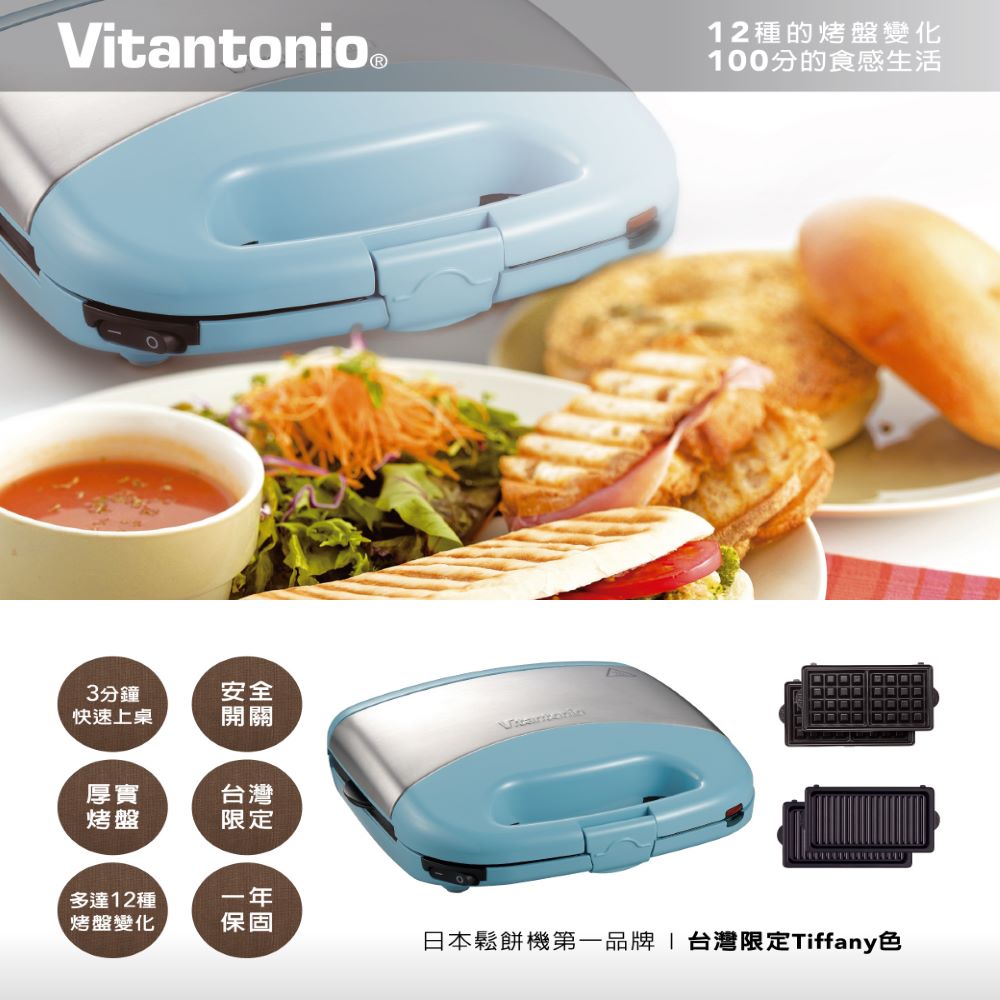 Vitantonio®
12種的烤盤變化
100分的食感生活
3分鐘
快速上桌
安全
開關
厚實
烤盤
台灣
限定
多達12種
烤盤變化
一年
保固
Vitantonio
日本鬆餅機第一品牌 | 台灣限定Tiffany色